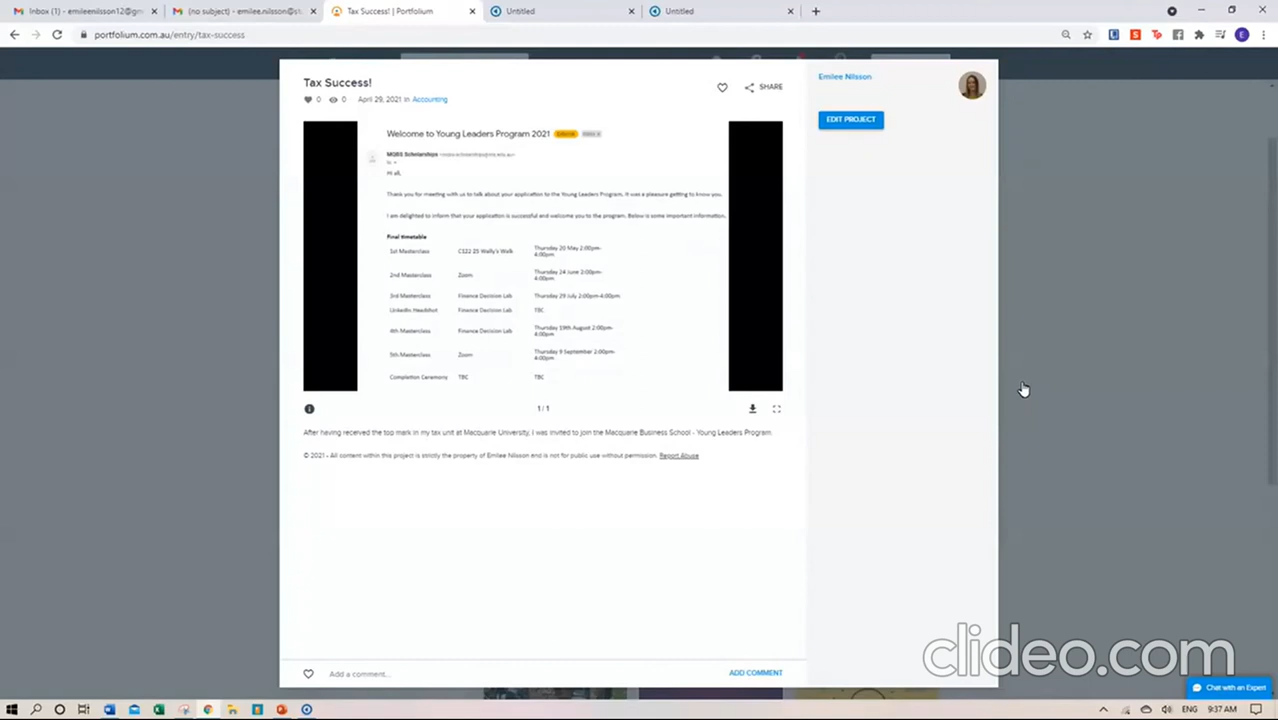 Inbox (1) - emileenilsson12@gm
(no subject) - emilee.nilsson@st
Tax Success! | Portfolium
Untitled
Untitled
portfolium.com.au/entry/tax-success
Tax Success!
0 0 April 29, 2021 in Accounting
SHARE
Emilee Nilsson
EDIT PROJECT
Welcome to Young Leaders Program 2021
MQBS Scholarships
Hi all,
Thank you for meeting with us to talk about your application to the Young Leaders Program. It was a pleasure getting to know you.
I am delighted to inform that your application is successful and welcome you to the program. Below is some important information.
Final timetable
1st Masterclass CS22 25 Wally's Walk Thursday 20 May 2:00pm-
4:00pm
2nd Masterclass Zoom Thursday 24 June 2:00pm-
4:00pm
3rd Masterclass Finance Decision Lab Thursday 29 July 2:00pm-4:00pm
LinkedIn Headshot Finance Decision Lab TBC
4th Masterclass Finance Decision Lab Thursday 19th August 2:00pm-
4:00pm
5th Masterclass Zoom Thursday 9 September 2:00pm-
4:00pm
Completion Ceremony TBC TBC
1 / 1
After having received the top mark in my tax unit at Macquarie University, I was invited to join the Macquarie Business School - Young Leaders Program.
© 2021 - All content within this project is strictly the property of Emilee Nilsson and is not for public use without permission. Report Abuse
Add a comment...
ADD COMMENT
clideo.com
Chat with an Expert
ENG 9:37 AM